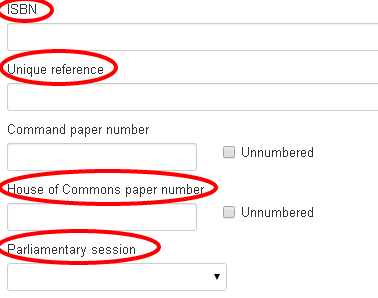 ISBN
Unique reference
Command paper number
Unnumbered
House of Commons paper number
Unnumbered
Parliamentary session